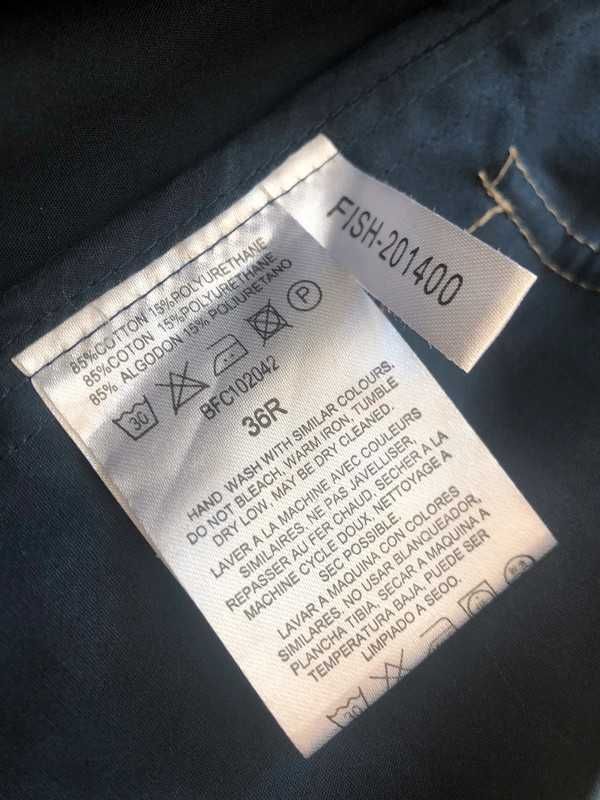 FISH-201400
85%COTTON 15%POLYURETHANE
85%COTON 15%POLYURETHANE
85% ALGODON 15% POLIURETANO
30 P
BFC102042
36R
HAND WASH WITH SIMILAR COLOURS.
DO NOT BLEACH, WARM IRON, TUMBLE
DRY LOW. MAY BE DRY CLEANED.
LAVER A LA MACHINE AVEC COULEURS
SIMILAIRES, NE PAS JAVELLISER,
REPASSER AU FER CHAUD, SECHER À LA
MACHINE CYCLE DOUX, NETTOYAGE A
SEC POSSIBLE.
LAVAR A MAQUINA CON COLORES
SIMILARES. NO USAR BLANQUEADOR,
PLANCHA TIBIA, SECAR A MAQUINA A
TEMPERATURA BAJA, PUEDE SER
LIMPIADO A SEOO.
30